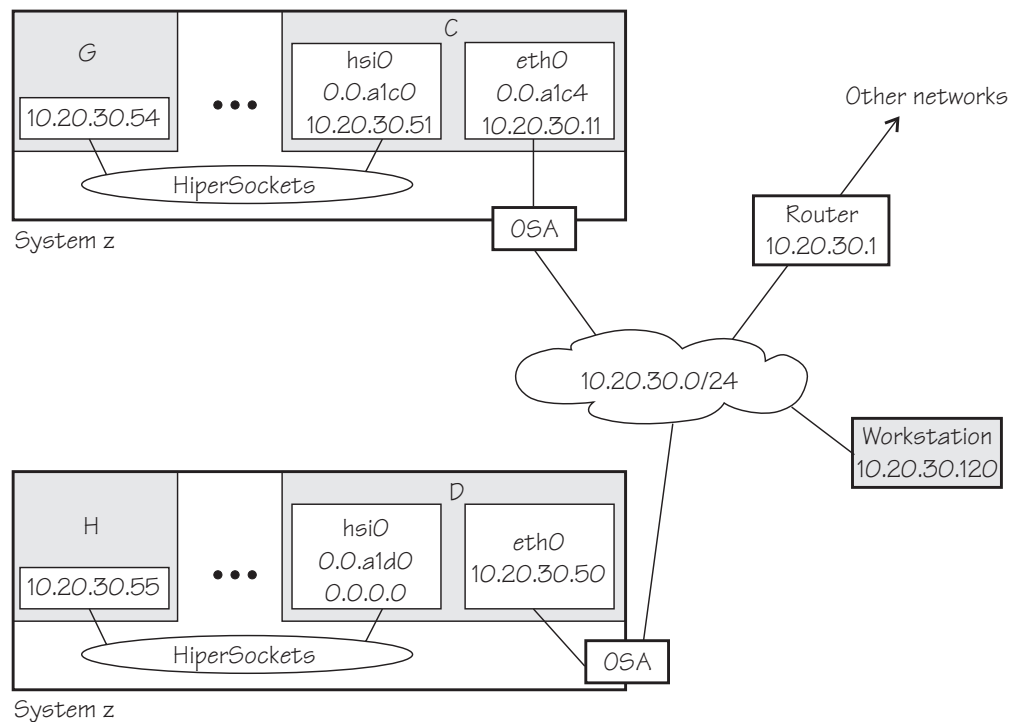 G
10.20.30.54
C
hsi0
0.0.a1c0
10.20.30.51
eth0
0.0.a1c4
10.20.30.11
HiperSockets
OSA
System z
Other networks
Router
10.20.30.1
10.20.30.0/24
Workstation
10.20.30.120
H
10.20.30.55
D
hsi0
0.0.a1d0
0.0.0.0
eth0
10.20.30.50
HiperSockets
OSA
System z